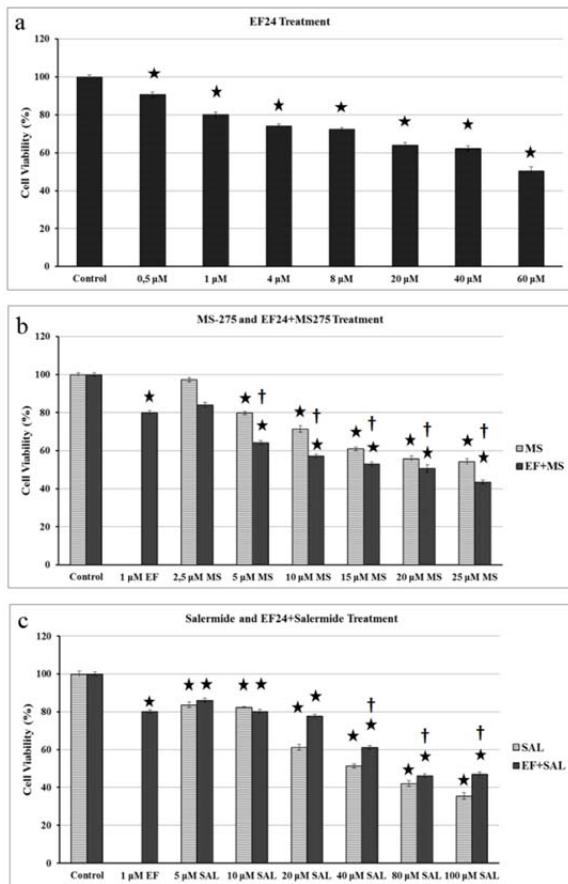 a
EF24 Treatment
120
100
80
60
40
20
0
Cell Viability (%)
Control 0,5 µM 1 µM 4 µM 8 µM 20 µM 40 µM 60 µM
★ ★ ★ ★ ★ ★ ★
b
MS-275 and EF24+MS275 Treatment
120
100
80
60
40
20
0
Cell Viability (%)
★ ★ † ★ ★ † ★ ★ † ★ ★ † ★ ★ † ★
MS
EF+MS
Control 1 µM EF 2,5 µM MS 5 µM MS 10 µM MS 15 µM MS 20 µM MS 25 µM MS
c
Salermide and EF24+Salermide Treatment
120
100
80
60
40
20
0
Cell Viability (%)
★ ★ ★ ★ ★ ★ ★ ★ † ★ ★ † ★ ★ † ★
SAL
EF+SAL
Control 1 µM EF 5 µM SAL 10 µM SAL 20 µM SAL 40 µM SAL 80 µM SAL 100 µM SAL